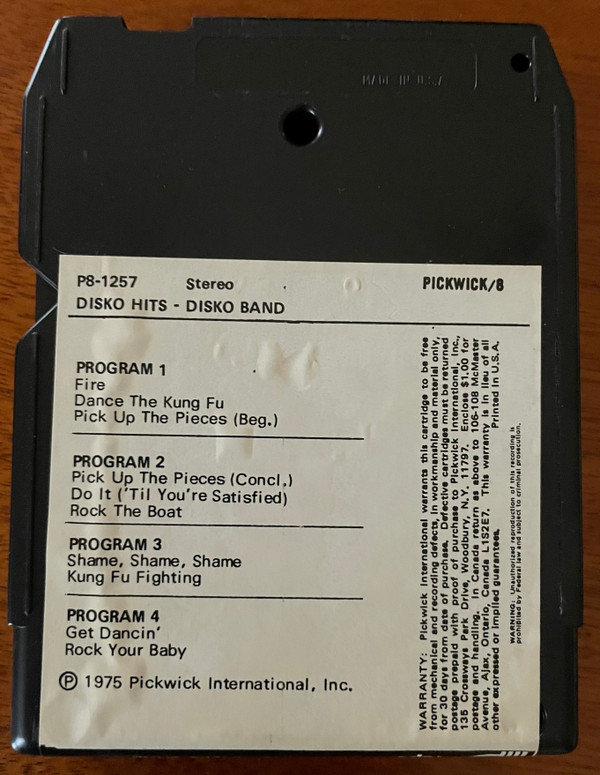 MADE IN U.S.A.
P8-1257 Stereo PICKWICK/8
DISKO HITS - DISKO BAND
PROGRAM 1
Fire
Dance The Kung Fu
Pick Up The Pieces (Beg.)
PROGRAM 2
Pick Up The Pieces (Concl.)
Do It ('Til You're Satisfied)
Rock The Boat
PROGRAM 3
Shame, Shame, Shame
Kung Fu Fighting
PROGRAM 4
Get Dancin'
Rock Your Baby
Ⓟ 1975 Pickwick International, Inc.
WARRANTY: Pickwick International warrants this cartridge to be free
from mechanical and recording defects, in workmanship and material only,
for 30 days from date of purchase. Defective cartridges must be returned
postage prepaid with proof of purchase to Pickwick International, Inc.,
135 Crossways Park Drive, Woodbury, N.Y. 11797. Enclose $1.00 for
postage and handling. In Canada return as above to 106-108 McMaster
Avenue, Ajax, Ontario, Canada L1S2E7. This warranty is in lieu of all
other expressed or implied guarantees. Printed in U.S.A.
WARNING: Unauthorized reproduction of this recording is
prohibited by Federal law and subject to criminal prosecution.